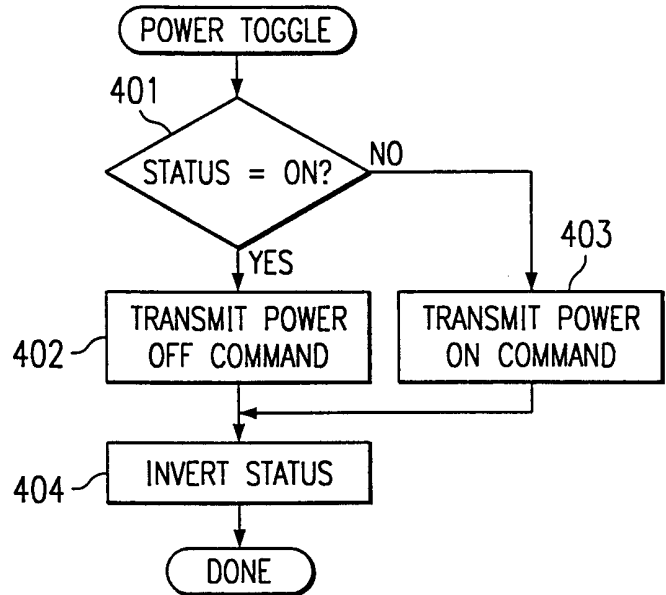 POWER TOGGLE
401
STATUS = ON?
NO
YES
403
TRANSMIT POWER
OFF COMMAND
402
TRANSMIT POWER
ON COMMAND
INVERT STATUS
404
DONE